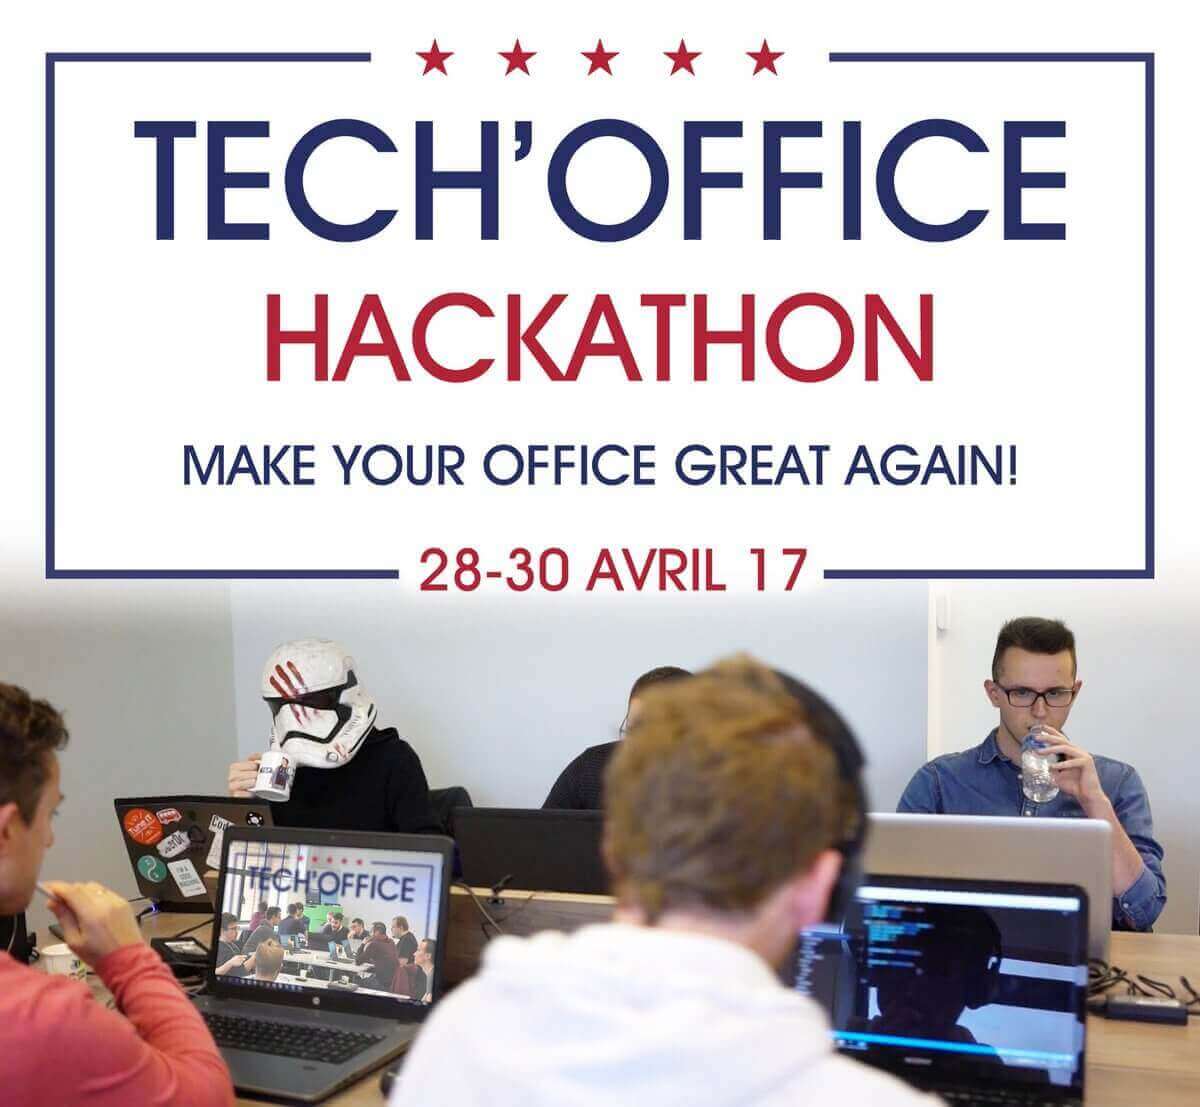 TECH'OFFICE
HACKATHON
MAKE YOUR OFFICE GREAT AGAIN!
28-30 AVRIL 17
TECH'OFFICE